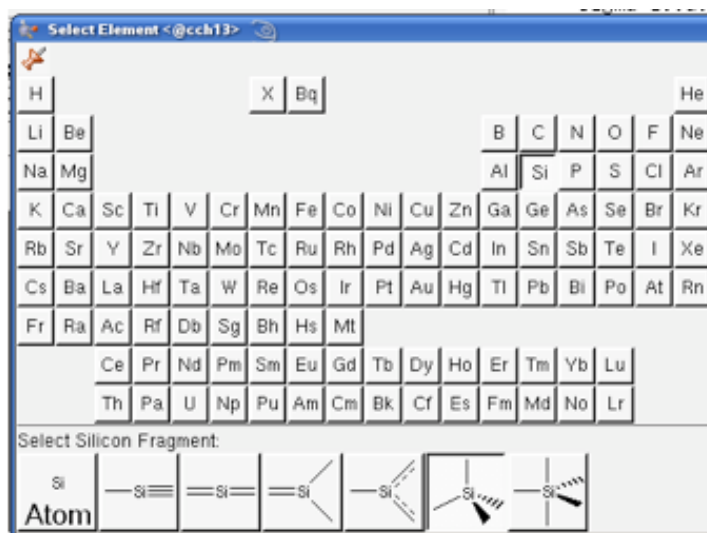 Select Element <@cch13>
H X Bq He
Li Be B C N O F Ne
Na Mg Al Si P S Cl Ar
K Ca Sc Ti V Cr Mn Fe Co Ni Cu Zn Ga Ge As Se Br Kr
Rb Sr Y Zr Nb Mo Tc Ru Rh Pd Ag Cd In Sn Sb Te I Xe
Cs Ba La Hf Ta W Re Os Ir Pt Au Hg Tl Pb Bi Po At Rn
Fr Ra Ac Rf Db Sg Bh Hs Mt
Ce Pr Nd Pm Sm Eu Gd Tb Dy Ho Er Tm Yb Lu
Th Pa U Np Pu Am Cm Bk Cf Es Fm Md No Lr
Select Silicon Fragment:
Si Si Si Si Si Si Si
Atom